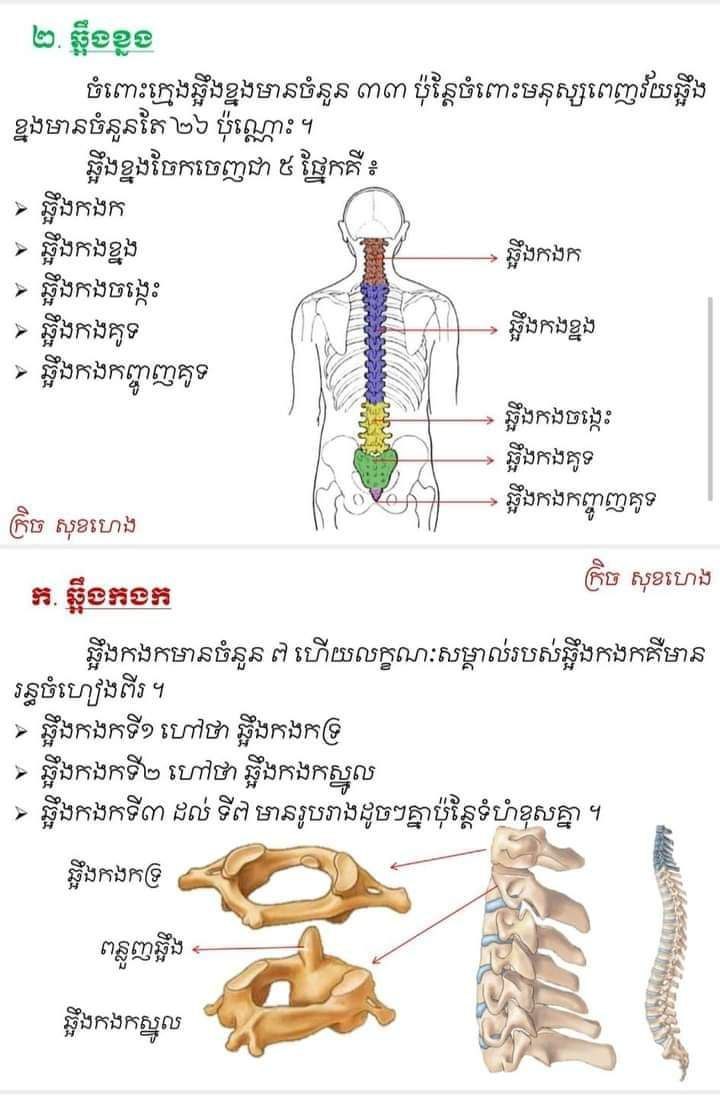 ២. ឆ្អឹងខ្នង
ចំពោះក្មេងឆ្អឹងខ្នងមានចំនួន ៣៣ ប៉ុន្តែចំពោះមនុស្សពេញវ័យឆ្អឹង
ខ្នងមានចំនួនតែ ២៦ ប៉ុណ្ណោះ ។
ឆ្អឹងខ្នងចែកចេញជា ៥ ផ្នែកគឺ ៖
➢ ឆ្អឹងកងក
➢ ឆ្អឹងកងខ្នង
➢ ឆ្អឹងកងចង្កេះ
➢ ឆ្អឹងកងគូទ
➢ ឆ្អឹងកងកញ្ចូញគូទ
ឆ្អឹងកងក
ឆ្អឹងកងខ្នង
ឆ្អឹងកងចង្កេះ
ឆ្អឹងកងគូទ
ឆ្អឹងកងកញ្ចូញគូទ
ក្រិច សុខហេង
ក្រិច សុខហេង
ក. ឆ្អឹងកងក
ឆ្អឹងកងកមានចំនួន ៧ ហើយលក្ខណៈសម្គាល់របស់ឆ្អឹងកងកគឺមាន
រន្ធចំហៀងពីរ ។
➢ ឆ្អឹងកងកទី១ ហៅថា ឆ្អឹងកងកទ្រ
➢ ឆ្អឹងកងកទី២ ហៅថា ឆ្អឹងកងកស្នូល
➢ ឆ្អឹងកងកទី៣ ដល់ ទី៧ មានរូបរាងដូចៗគ្នាប៉ុន្តែទំហំខុសគ្នា ។
ឆ្អឹងកងកទ្រ
ពន្លួញឆ្អឹង
ឆ្អឹងកងកស្នូល